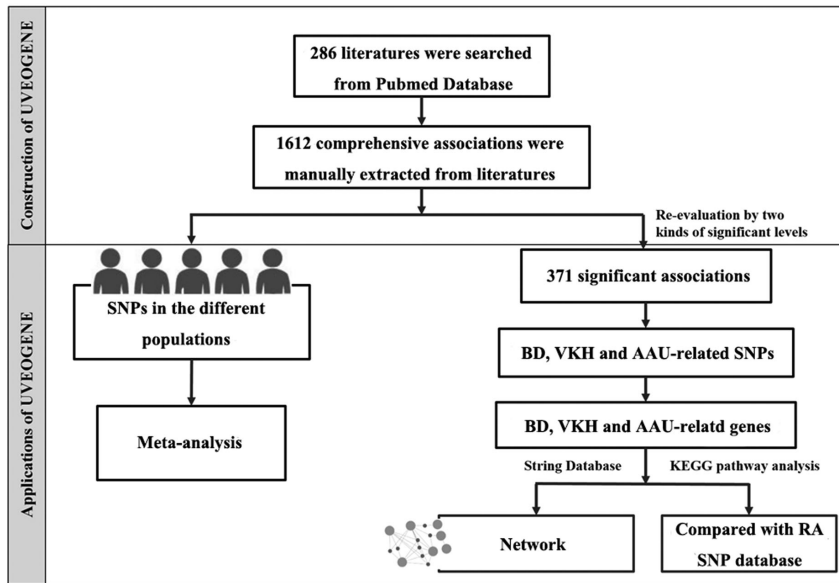 Construction of UVEOGENE
286 literatures were searched
from Pubmed Database
1612 comprehensive associations were
manually extracted from literatures
Re-evaluation by two
kinds of significant levels
Applications of UVEOGENE
SNPs in the different
populations
Meta-analysis
371 significant associations
BD, VKH and AAU-related SNPs
BD, VKH and AAU-relatd genes
String Database
KEGG pathway analysis
Network
Compared with RA
SNP database